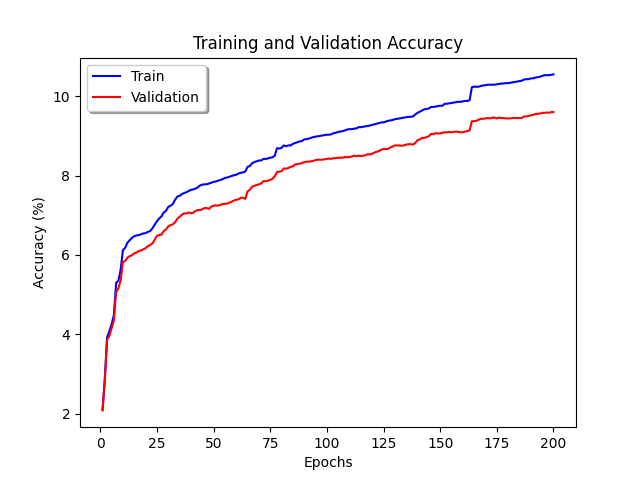 Training and Validation Accuracy
Train
Validation
Accuracy (%)
10
8
6
4
2
0 25 50 75 100 125 150 175 200
Epochs